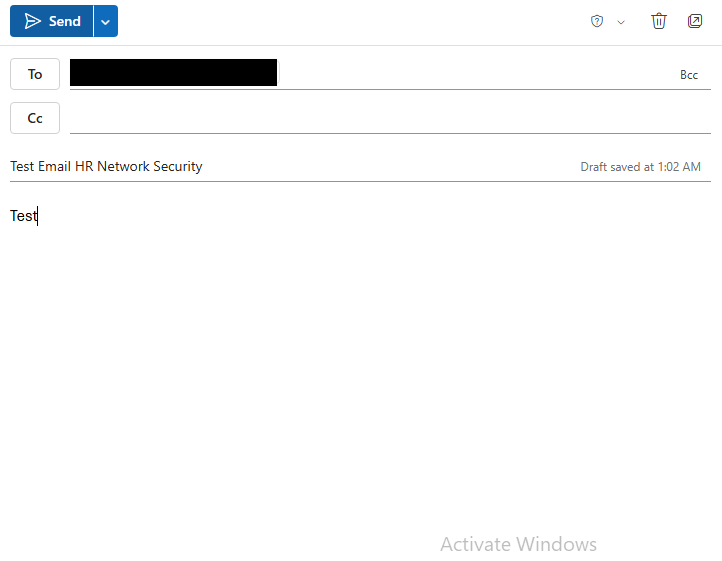 Send
To
Bcc
Cc
Test Email HR Network Security Draft saved at 1:02 AM
Test
Activate Windows